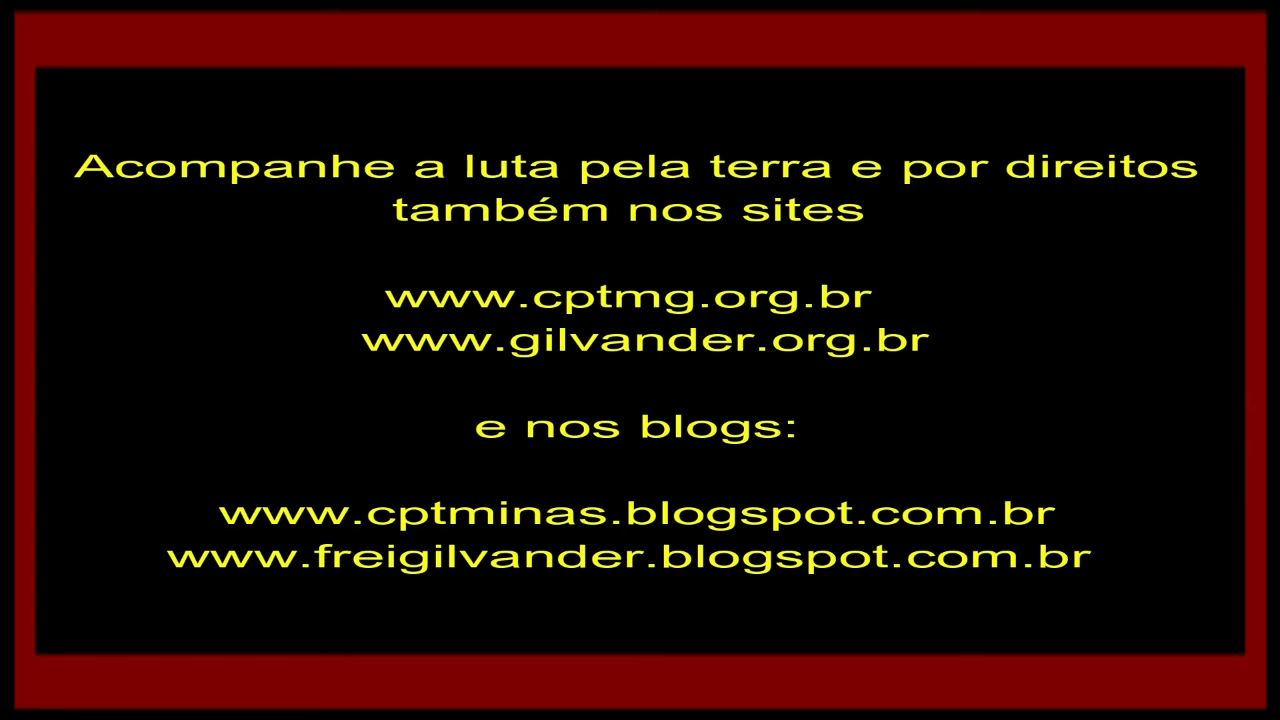 Acompanhe a luta pela terra e por direitos
também nos sites
www.cptmg.org.br
www.gilvander.org.br
e nos blogs:
www.cptminas.blogspot.com.br
www.freigilvander.blogspot.com.br